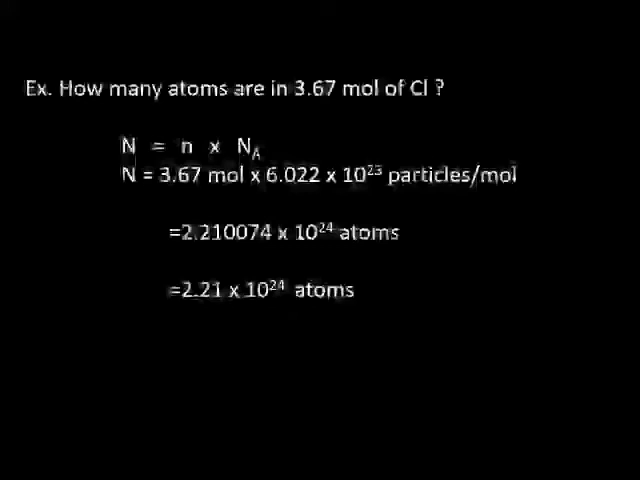 Ex. How many atoms are in 3.67 mol of Cl ?
N = n x N_A
N = 3.67 mol x 6.022 x 10²³ particles/mol
=2.210074 x 10²⁴ atoms
=2.21 x 10²⁴ atoms